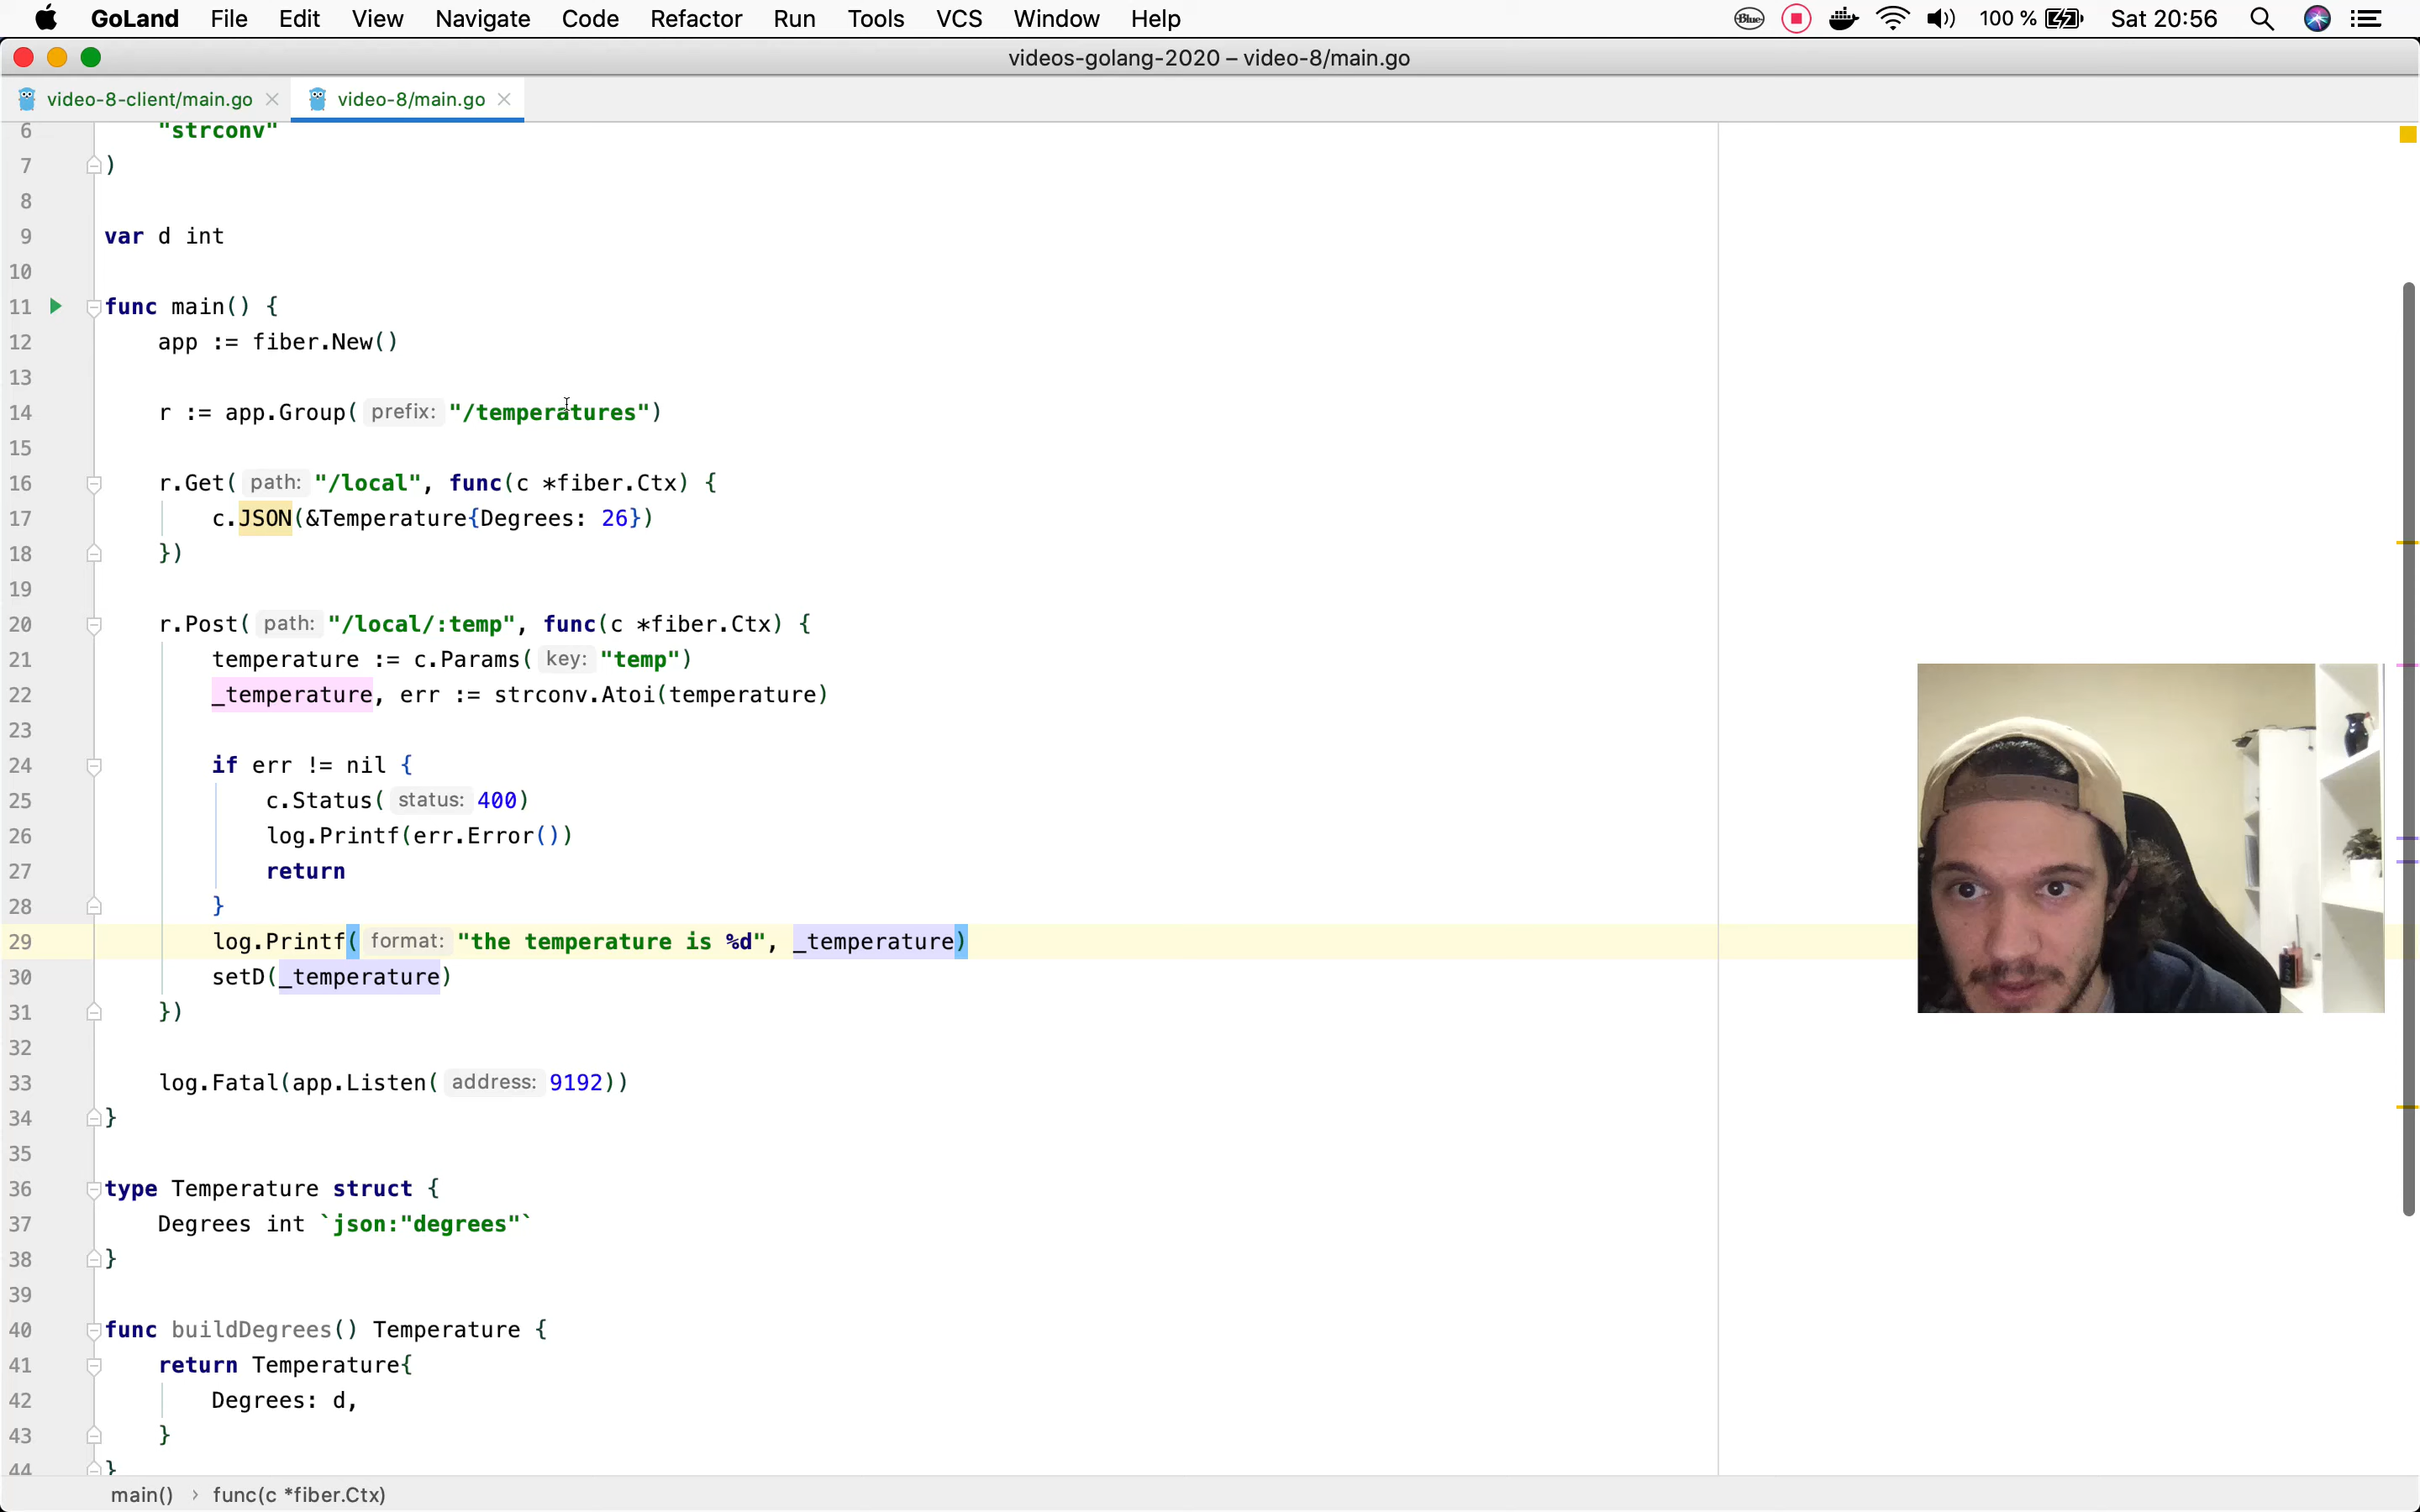 GoLand File Edit View Navigate Code Refactor Run Tools VCS Window Help Blue 100 % Sat 20:56
videos-golang-2020 – video-8/main.go
video-8-client/main.go video-8/main.go
6 "strconv"
7 )
8
9 var d int
10
11 func main() {
12 app := fiber.New()
13
14 r := app.Group( prefix: "/temperatures")
15
16 r.Get( path: "/local", func(c *fiber.Ctx) {
17 c.JSON(&Temperature{Degrees: 26})
18 })
19
20 r.Post( path: "/local/:temp", func(c *fiber.Ctx) {
21 temperature := c.Params( key: "temp")
22 _temperature, err := strconv.Atoi(temperature)
23
24 if err != nil {
25 c.Status( status: 400)
26 log.Printf(err.Error())
27 return
28 }
29 log.Printf( format: "the temperature is %d", _temperature)
30 setD(_temperature)
31 })
32
33 log.Fatal(app.Listen( address: 9192))
34 }
35
36 type Temperature struct {
37 Degrees int `json:"degrees"`
38 }
39
40 func buildDegrees() Temperature {
41 return Temperature{
42 Degrees: d,
43 }
44 }
main() › func(c *fiber.Ctx)